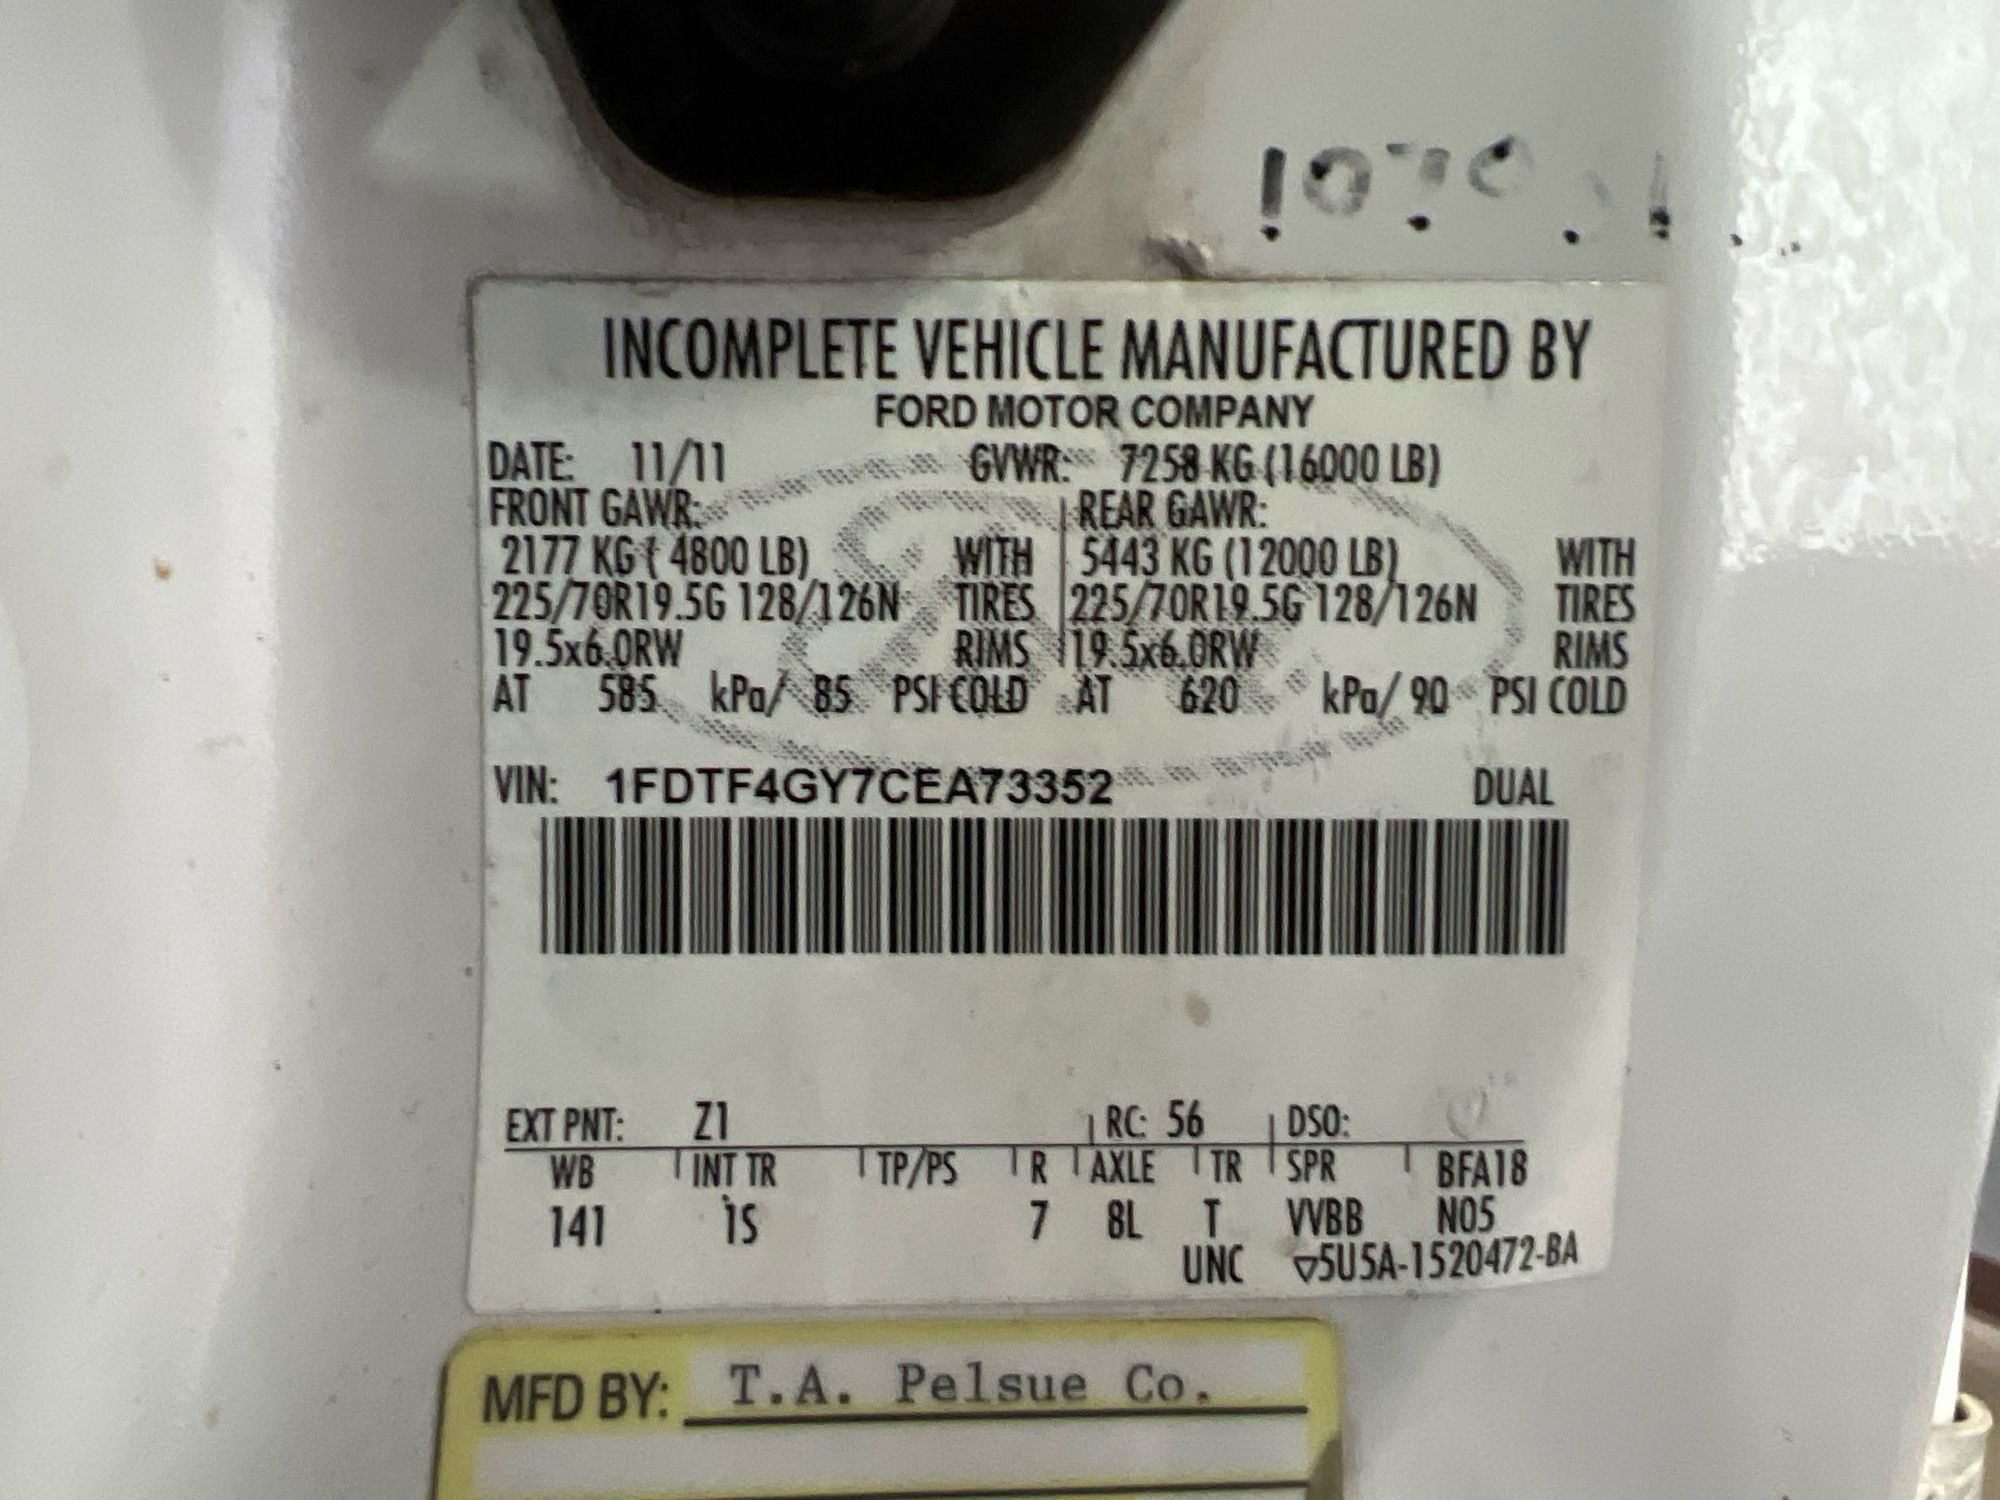 INCOMPLETE VEHICLE MANUFACTURED BY
FORD MOTOR COMPANY
DATE: 11/11 GVWR: 7258 KG (16000 LB)
FRONT GAWR: REAR GAWR:
2177 KG ( 4800 LB) WITH 5443 KG (12000 LB) WITH
225/70R19.5G 128/126N TIRES 225/70R19.5G 128/126N TIRES
19.5x6.0RW RIMS 19.5x6.0RW RIMS
AT 585 kPa/ 85 PSI COLD AT 620 kPa/ 90 PSI COLD
VIN: 1FDTF4GY7CEA73352 DUAL
EXT PNT: Z1 RC: 56 DSO:
WB INT TR TP/PS R AXLE TR SPR BFA18
141 1S 7 8L T VVBB N05
UNC ▽5U5A-1520472-BA
MFD BY: T.A. Pelsue Co.